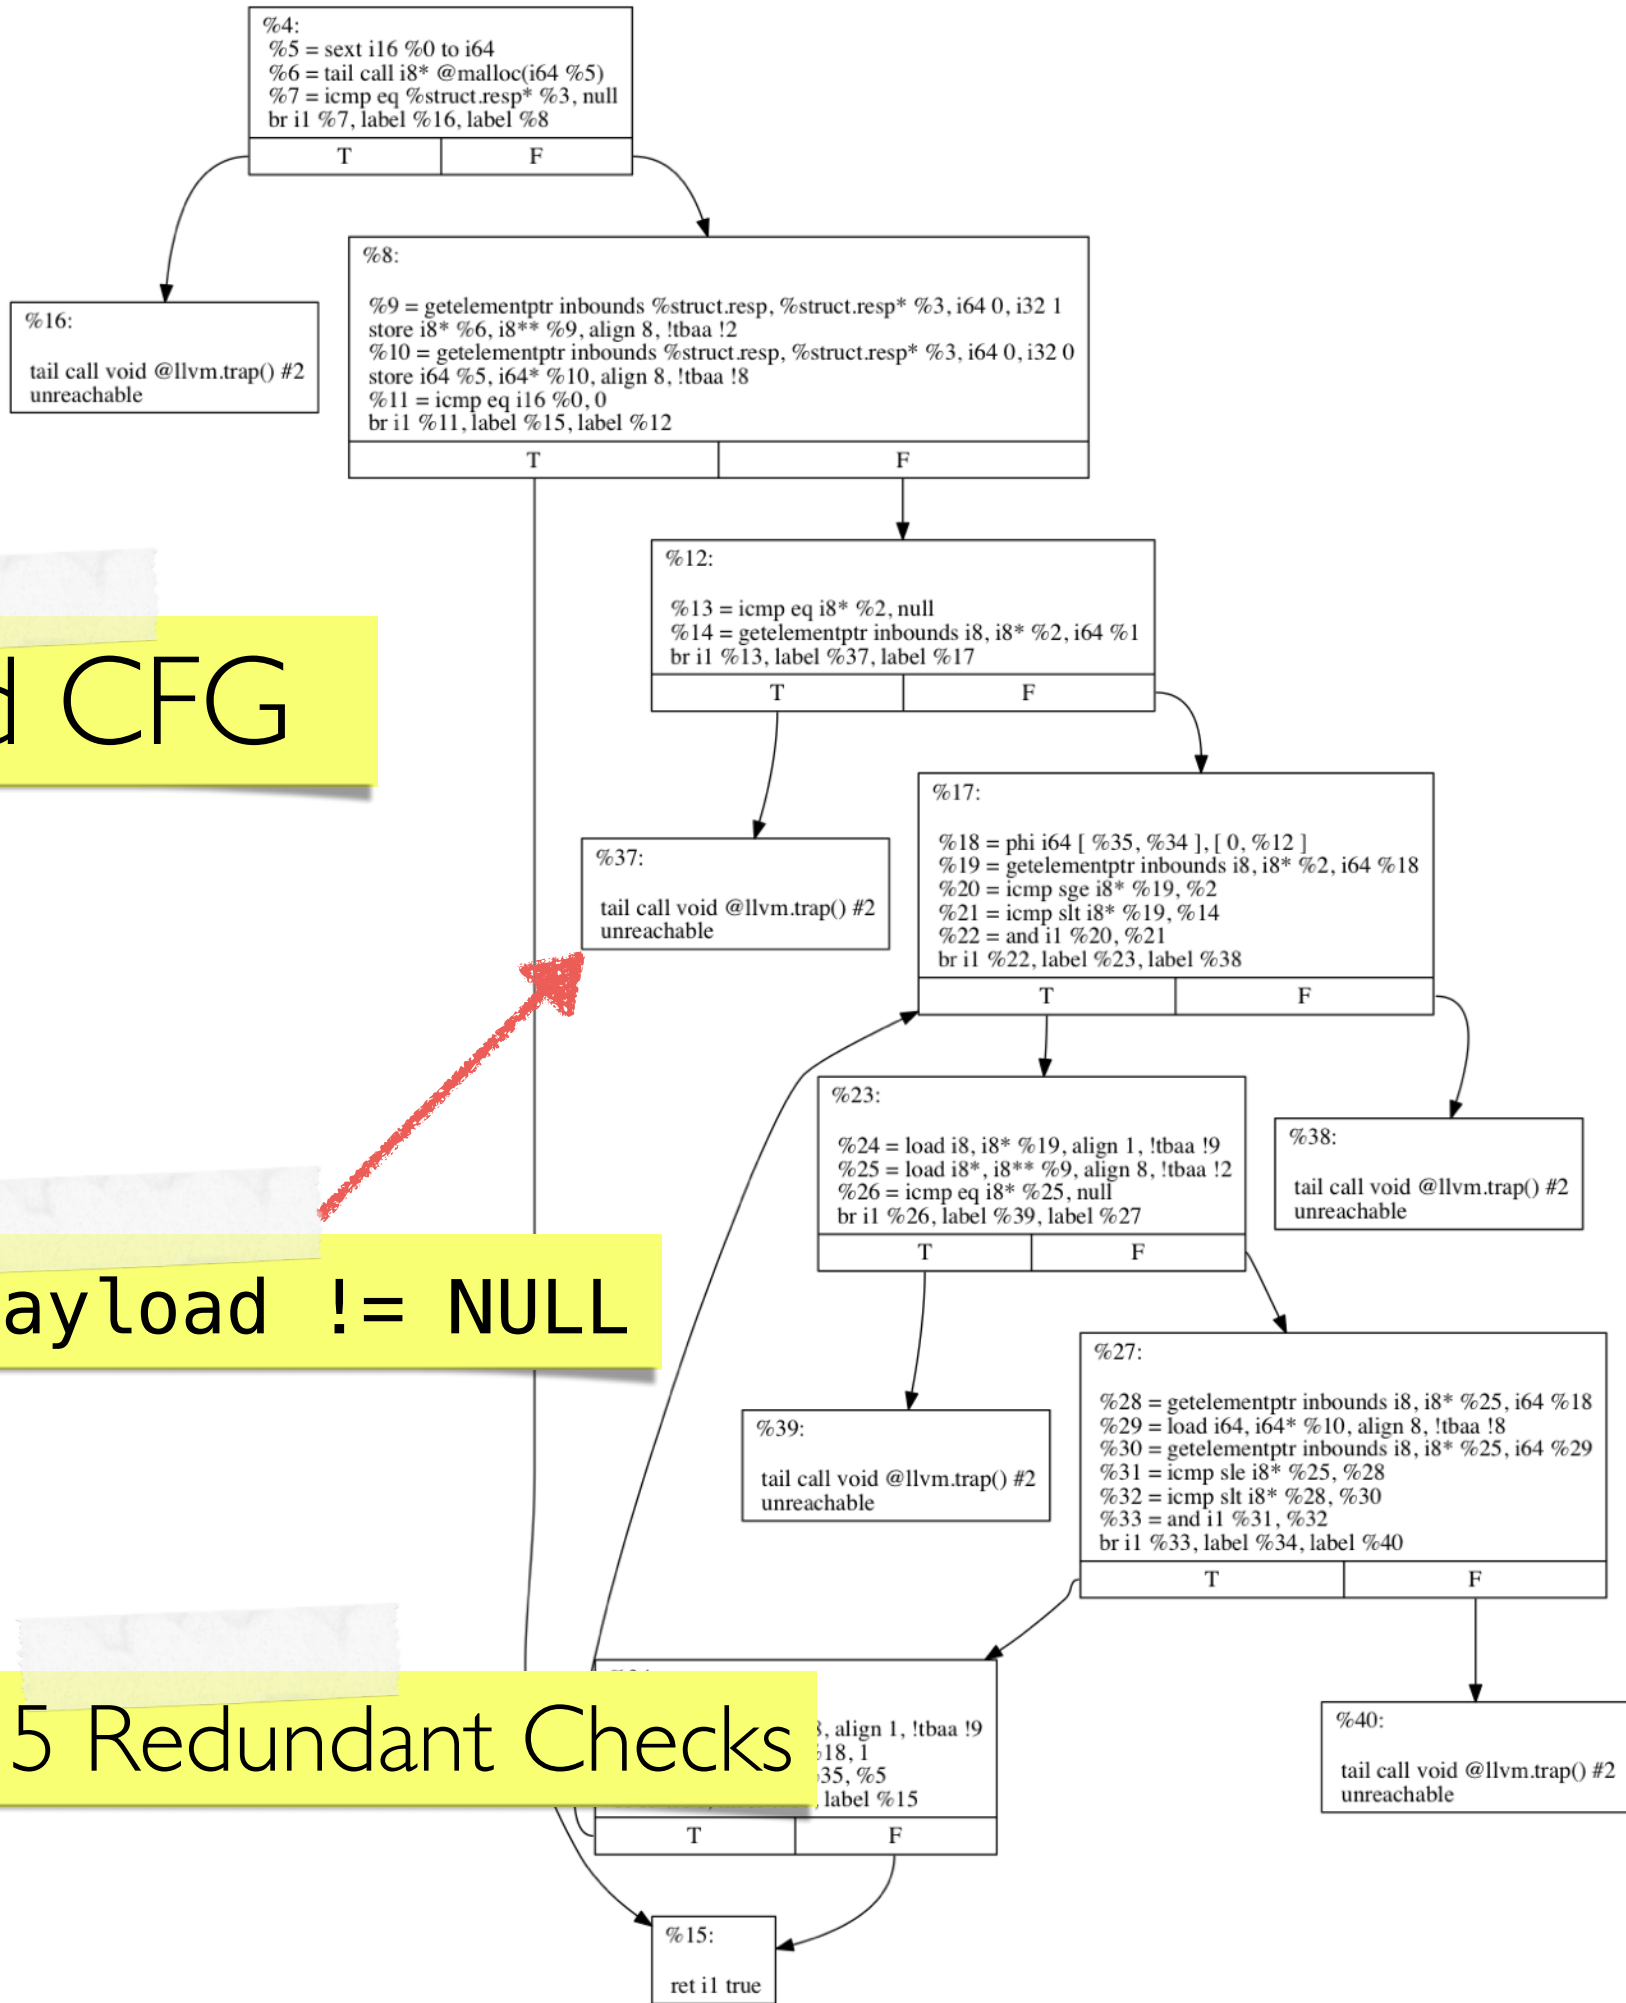 %4:
%5 = sext i16 %0 to i64
%6 = tail call i8* @malloc(i64 %5)
%7 = icmp eq %struct.resp* %3, null
br i1 %7, label %16, label %8
T F
%8:
%9 = getelementptr inbounds %struct.resp, %struct.resp* %3, i64 0, i32 1
store i8* %6, i8** %9, align 8, !tbaa !2
%10 = getelementptr inbounds %struct.resp, %struct.resp* %3, i64 0, i32 0
store i64 %5, i64* %10, align 8, !tbaa !8
%11 = icmp eq i16 %0, 0
br i1 %11, label %15, label %12
T F
%16:
tail call void @llvm.trap() #2
unreachable
%12:
%13 = icmp eq i8* %2, null
%14 = getelementptr inbounds i8, i8* %2, i64 %1
br i1 %13, label %37, label %17
T F
d CFG
%17:
%18 = phi i64 [ %35, %34 ], [ 0, %12 ]
%19 = getelementptr inbounds i8, i8* %2, i64 %18
%20 = icmp sge i8* %19, %2
%21 = icmp slt i8* %19, %14
%22 = and i1 %20, %21
br i1 %22, label %23, label %38
T F
%37:
tail call void @llvm.trap() #2
unreachable
%23:
%24 = load i8, i8* %19, align 1, !tbaa !9
%25 = load i8*, i8** %9, align 8, !tbaa !2
%26 = icmp eq i8* %25, null
br i1 %26, label %39, label %27
T F
%38:
tail call void @llvm.trap() #2
unreachable
ayload != NULL
%27:
%28 = getelementptr inbounds i8, i8* %25, i64 %18
%29 = load i64, i64* %10, align 8, !tbaa !8
%30 = getelementptr inbounds i8, i8* %25, i64 %29
%31 = icmp sle i8* %25, %28
%32 = icmp slt i8* %28, %30
%33 = and i1 %31, %32
br i1 %33, label %34, label %40
T F
%39:
tail call void @llvm.trap() #2
unreachable
5 Redundant Checks
, align 1, !tbaa !9
18, 1
35, %5
, label %15
T F
%40:
tail call void @llvm.trap() #2
unreachable
%15:
ret i1 true